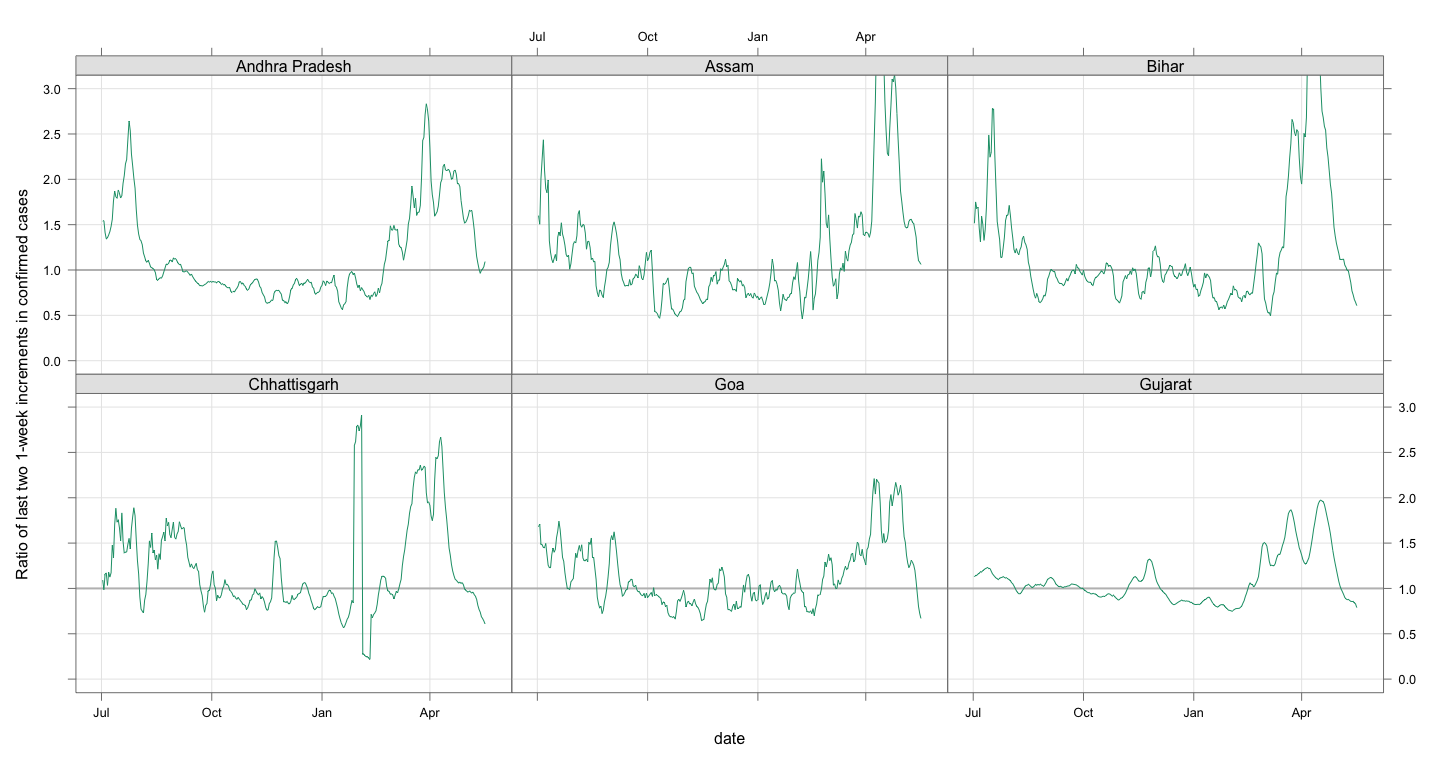 Jul Oct Jan Apr
Andhra Pradesh Assam Bihar
3.0
2.5
2.0
1.5
1.0
0.5
0.0
Ratio of last two 1-week increments in confirmed cases
Chhattisgarh Goa Gujarat
3.0
2.5
2.0
1.5
1.0
0.5
0.0
Jul Oct Jan Apr Jul Oct Jan Apr
date